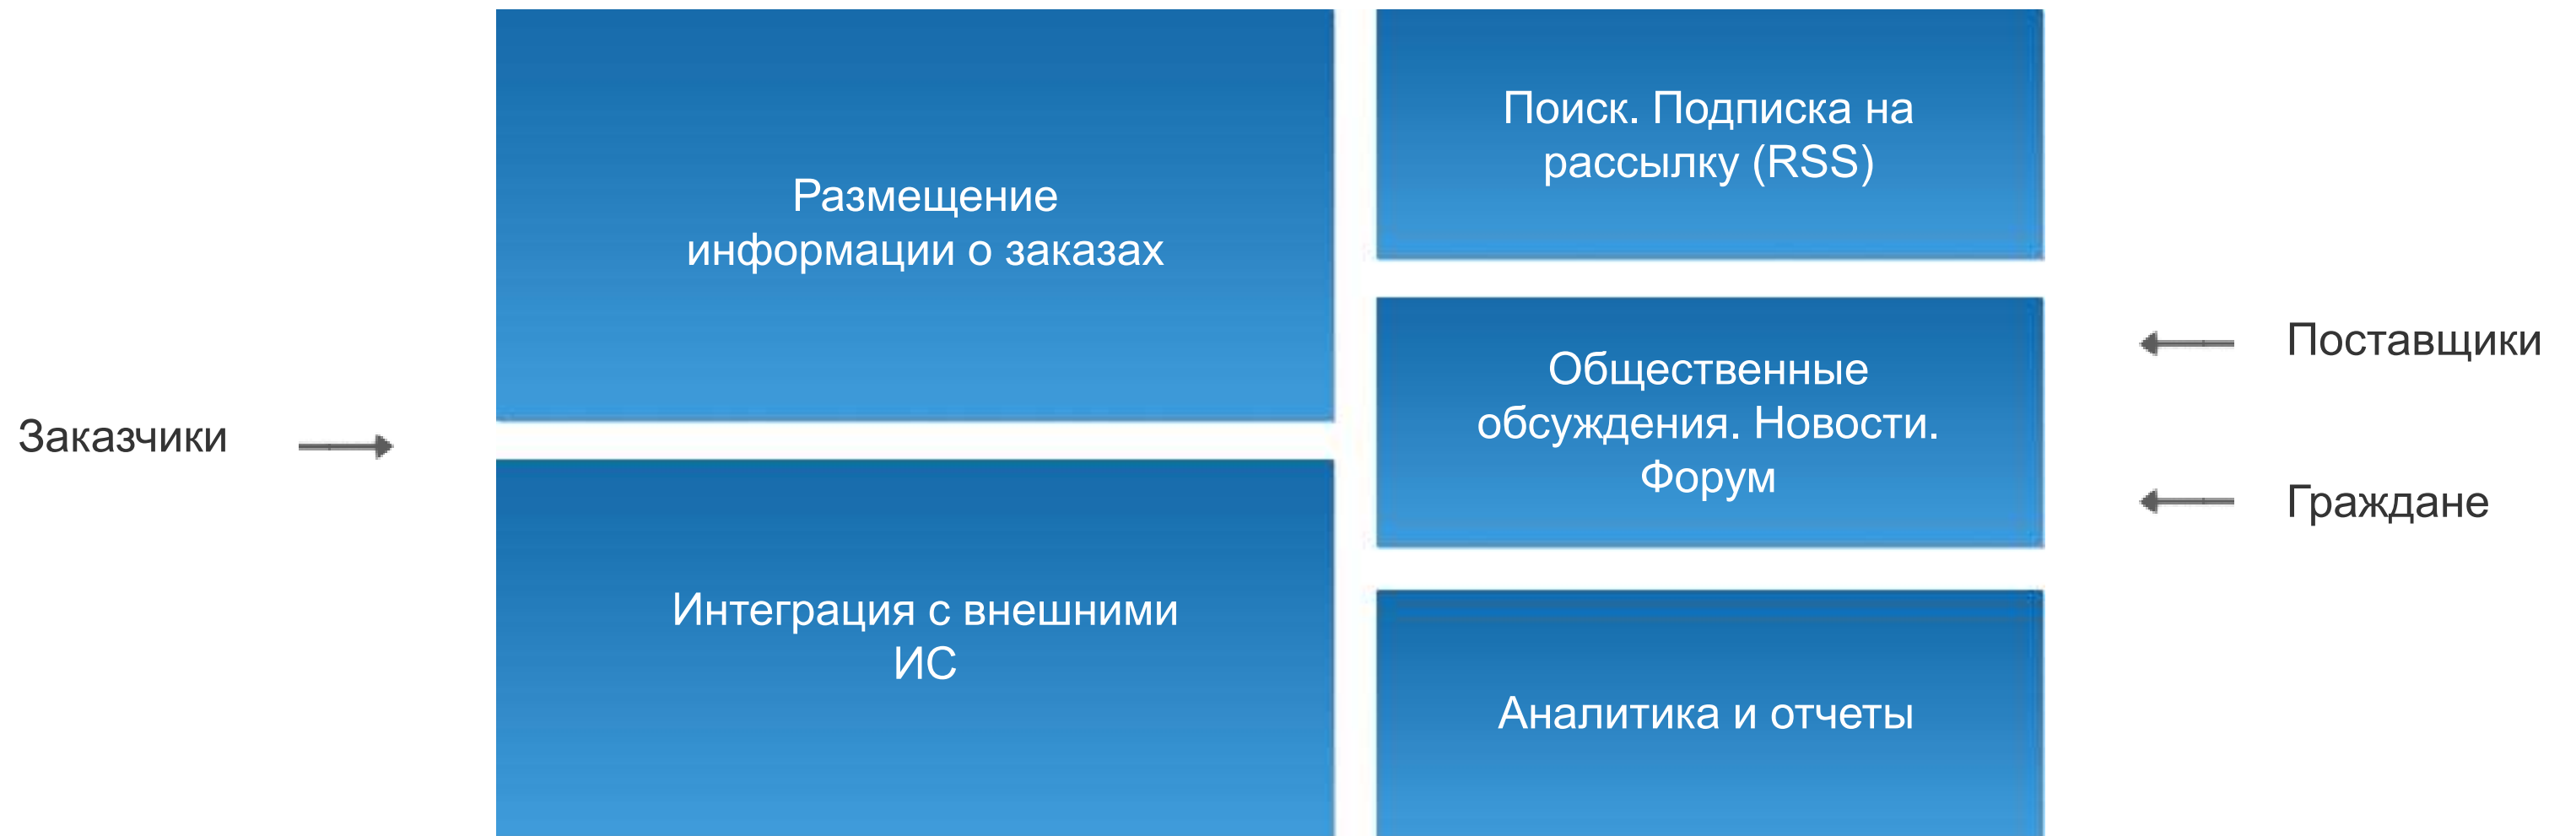 Заказчики
Размещение
информации о заказах
Интеграция с внешними
ИС
Поиск. Подписка на
рассылку (RSS)
Общественные
обсуждения. Новости.
Форум
Аналитика и отчеты
Поставщики
Граждане